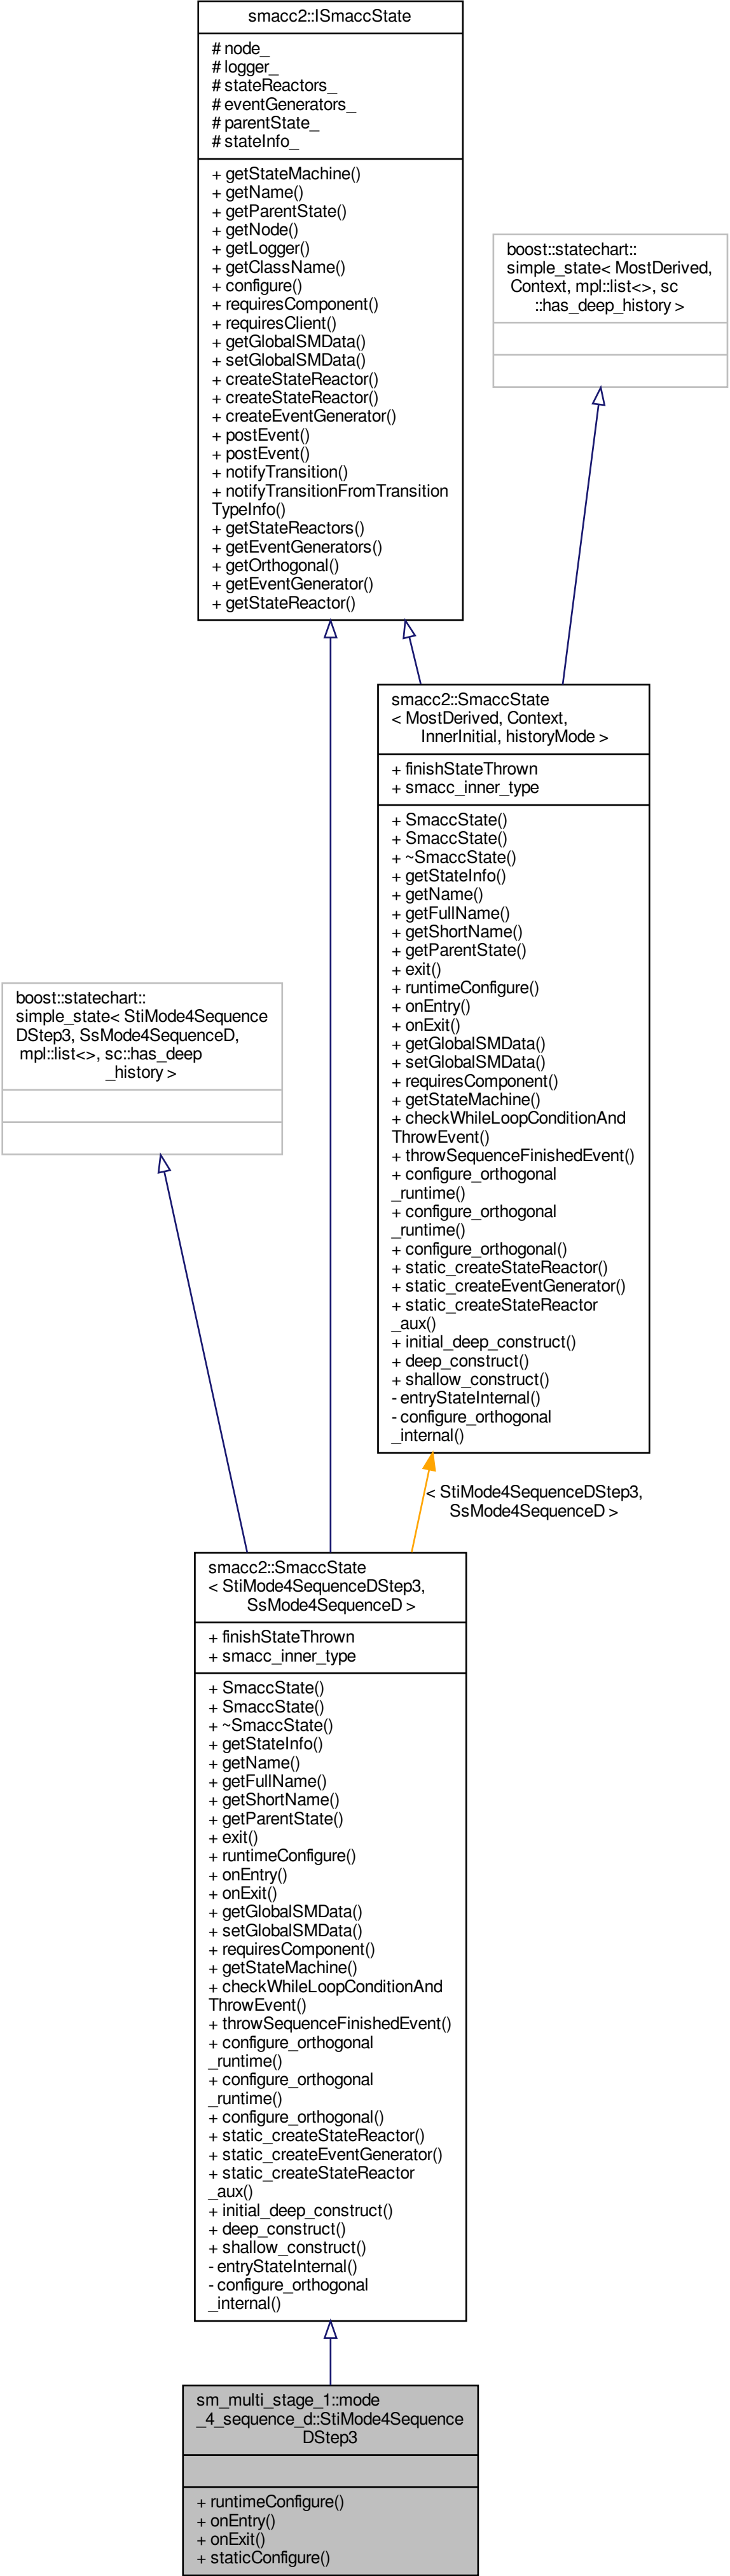 smacc2::ISmaccState
# node_
# logger_
# stateReactors_
# eventGenerators_
# parentState_
# stateInfo_
+ getStateMachine()
+ getName()
+ getParentState()
+ getNode()
+ getLogger()
+ getClassName()
+ configure()
+ requiresComponent()
+ requiresClient()
+ getGlobalSMData()
+ setGlobalSMData()
+ createStateReactor()
+ createStateReactor()
+ createEventGenerator()
+ postEvent()
+ postEvent()
+ notifyTransition()
+ notifyTransitionFromTransition
TypeInfo()
+ getStateReactors()
+ getEventGenerators()
+ getOrthogonal()
+ getEventGenerator()
+ getStateReactor()
boost::statechart::
simple_state< MostDerived,
Context, mpl::list<>, sc
::has_deep_history >
smacc2::SmaccState
< MostDerived, Context,
InnerInitial, historyMode >
+ finishStateThrown
+ smacc_inner_type
+ SmaccState()
+ SmaccState()
+ ~SmaccState()
+ getStateInfo()
+ getName()
+ getFullName()
+ getShortName()
+ getParentState()
+ exit()
+ runtimeConfigure()
+ onEntry()
+ onExit()
+ getGlobalSMData()
+ setGlobalSMData()
+ requiresComponent()
+ getStateMachine()
+ checkWhileLoopConditionAnd
ThrowEvent()
+ throwSequenceFinishedEvent()
+ configure_orthogonal
_runtime()
+ configure_orthogonal
_runtime()
+ configure_orthogonal()
+ static_createStateReactor()
+ static_createEventGenerator()
+ static_createStateReactor
_aux()
+ initial_deep_construct()
+ deep_construct()
+ shallow_construct()
- entryStateInternal()
- configure_orthogonal
_internal()
boost::statechart::
simple_state< StiMode4Sequence
DStep3, SsMode4SequenceD,
mpl::list<>, sc::has_deep
_history >
< StiMode4SequenceDStep3,
SsMode4SequenceD >
smacc2::SmaccState
< StiMode4SequenceDStep3,
SsMode4SequenceD >
+ finishStateThrown
+ smacc_inner_type
+ SmaccState()
+ SmaccState()
+ ~SmaccState()
+ getStateInfo()
+ getName()
+ getFullName()
+ getShortName()
+ getParentState()
+ exit()
+ runtimeConfigure()
+ onEntry()
+ onExit()
+ getGlobalSMData()
+ setGlobalSMData()
+ requiresComponent()
+ getStateMachine()
+ checkWhileLoopConditionAnd
ThrowEvent()
+ throwSequenceFinishedEvent()
+ configure_orthogonal
_runtime()
+ configure_orthogonal
_runtime()
+ configure_orthogonal()
+ static_createStateReactor()
+ static_createEventGenerator()
+ static_createStateReactor
_aux()
+ initial_deep_construct()
+ deep_construct()
+ shallow_construct()
- entryStateInternal()
- configure_orthogonal
_internal()
sm_multi_stage_1::mode
_4_sequence_d::StiMode4Sequence
DStep3
+ runtimeConfigure()
+ onEntry()
+ onExit()
+ staticConfigure()